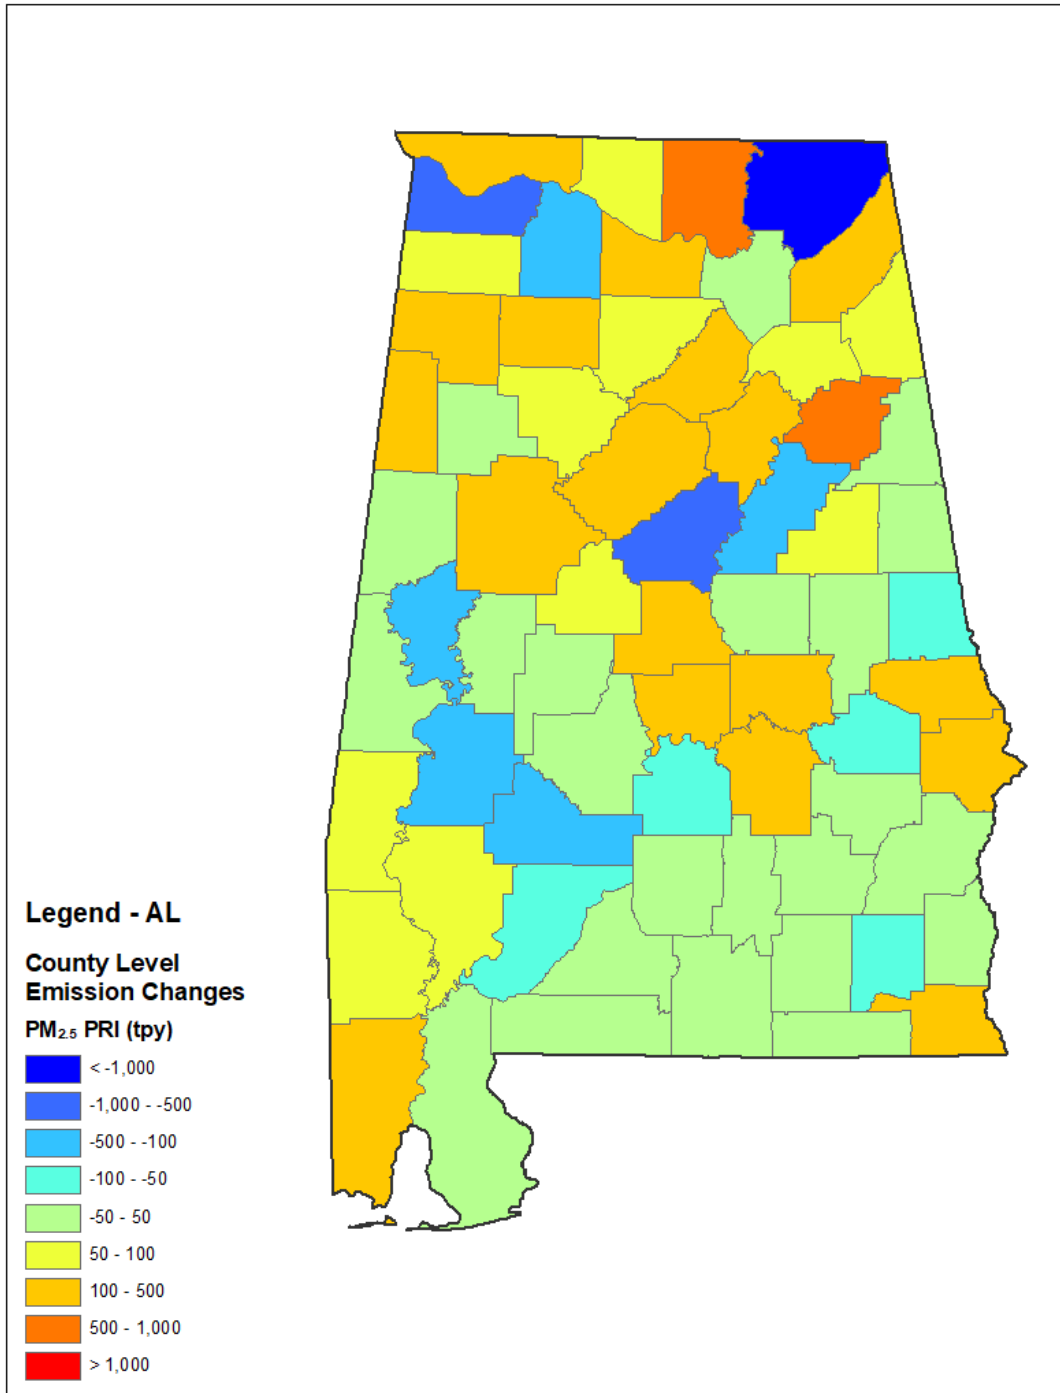 Legend - AL
County Level
Emission Changes
PM₂.₅ PRI (tpy)
< -1,000
-1,000 - -500
-500 - -100
-100 - -50
-50 - 50
50 - 100
100 - 500
500 - 1,000
> 1,000